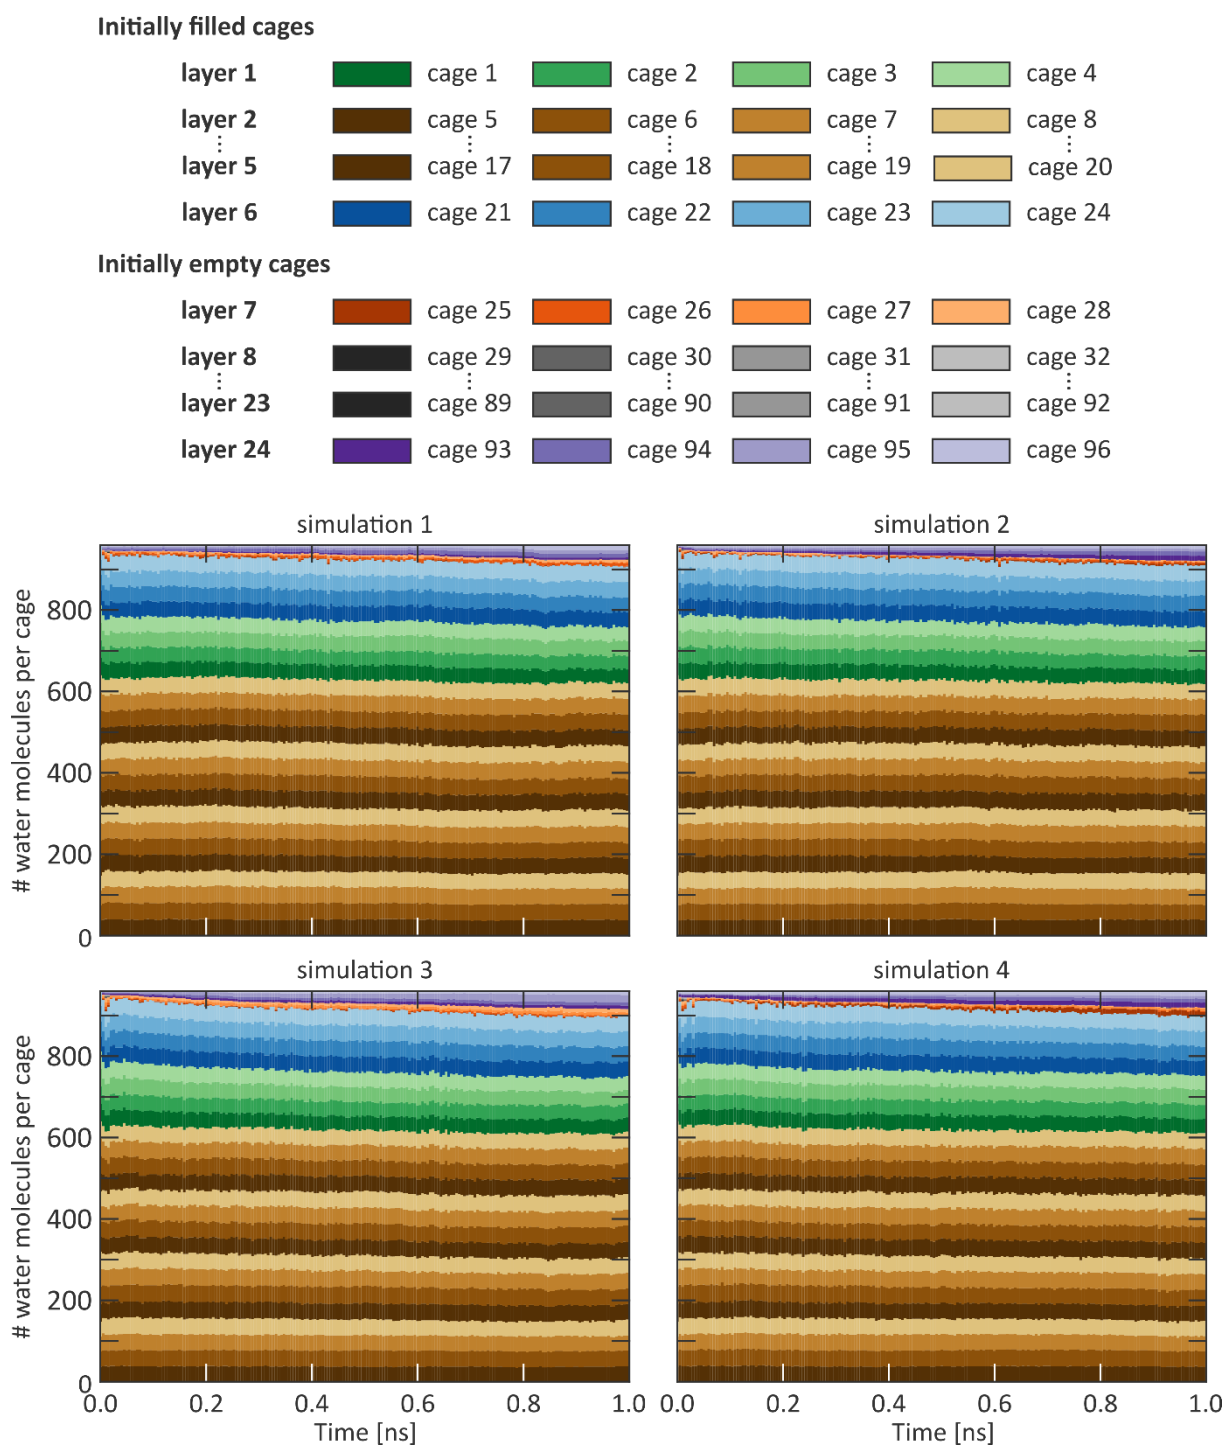 Initially filled cages
layer 1 cage 1 cage 2 cage 3 cage 4
layer 2 cage 5 cage 6 cage 7 cage 8
layer 5 cage 17 cage 18 cage 19 cage 20
layer 6 cage 21 cage 22 cage 23 cage 24
Initially empty cages
layer 7 cage 25 cage 26 cage 27 cage 28
layer 8 cage 29 cage 30 cage 31 cage 32
layer 23 cage 89 cage 90 cage 91 cage 92
layer 24 cage 93 cage 94 cage 95 cage 96
simulation 1 simulation 2
# water molecules per cage
800
600
400
200
0
simulation 3 simulation 4
# water molecules per cage
800
600
400
200
0
0.0 0.2 0.4 0.6 0.8 1.0 0.0 0.2 0.4 0.6 0.8 1.0
Time [ns] Time [ns]